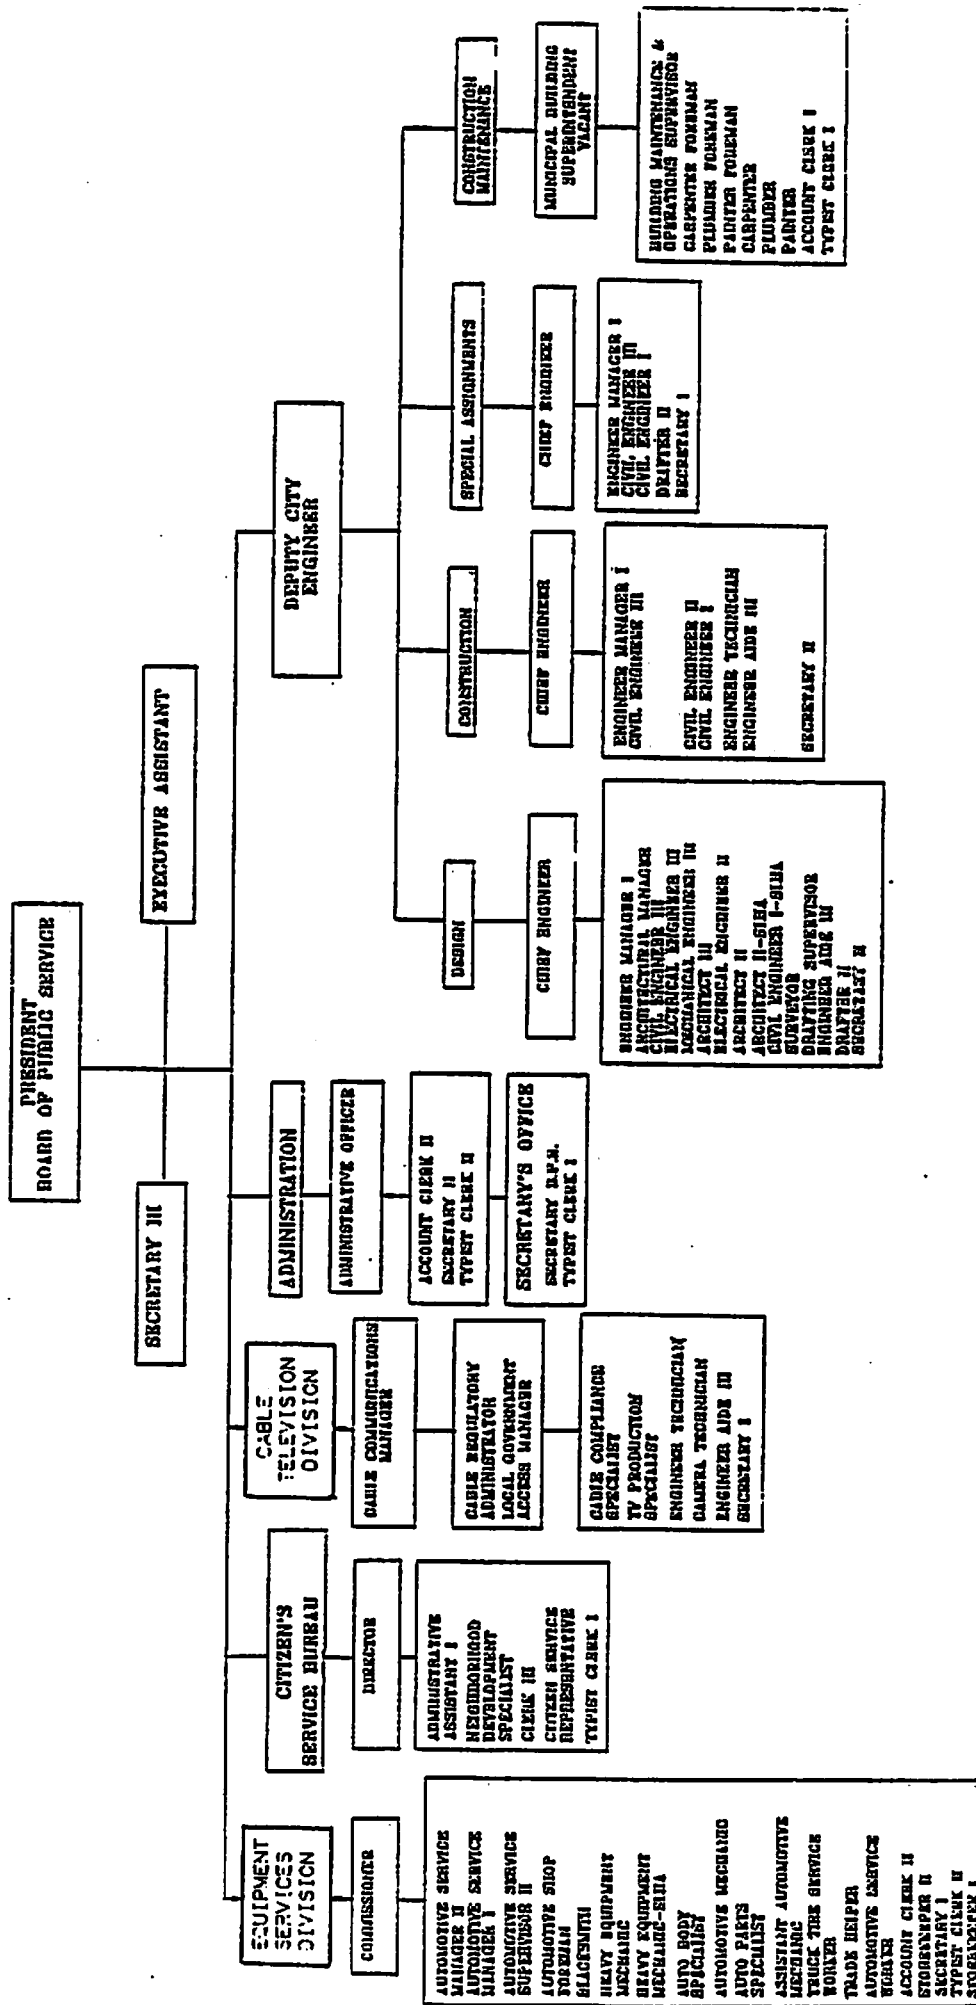 PRESIDENT
BOARD OF PUBLIC SERVICE
SECRETARY III
EXECUTIVE ASSISTANT
EQUIPMENT
SERVICES
DIVISION
COMMISSIONER
AUTOMOTIVE SERVICE
MANAGER II
AUTOMOTIVE SERVICE
MANAGER I
AUTOMOTIVE SERVICE
SUPERVISOR II
AUTOMOTIVE SHOP
FOREMAN
BLACKSMITH
HEAVY EQUIPMENT
MECHANIC
HEAVY EQUIPMENT
MECHANIC-SLHA
AUTO BODY
SPECIALIST
AUTOMOTIVE MECHANIC
AUTO PARTS
SPECIALIST
ASSISTANT AUTOMOTIVE
MECHANIC
TRUCK TIRE SERVICE
WORKER
TRADE HELPER
AUTOMOTIVE SERVICE
WORKER
ACCOUNT CLERK II
STOREKEEPER II
SECRETARY I
TYPIST CLERK II
STOREKEEPER I
CITIZEN'S
SERVICE BUREAU
DIRECTOR
ADMINISTRATIVE
ASSISTANT I
NEIGHBORHOOD
DEVELOPMENT
SPECIALIST
CLERK III
CITIZEN SERVICE
REPRESENTATIVE
TYPIST CLERK I
CABLE
TELEVISION
DIVISION
CABLE COMMUNICATIONS
MANAGER
CABLE REGULATORY
ADMINISTRATOR
LOCAL GOVERNMENT
ACCESS MANAGER
CABLE COMPLIANCE
SPECIALIST
TV PRODUCTION
SPECIALIST
ENGINEER TECHNICIAN
CAMERA TECHNICIAN
ENGINEER AIDE III
SECRETARY I
ADMINISTRATION
ADMINISTRATIVE OFFICER
ACCOUNT CLERK II
SECRETARY II
TYPIST CLERK II
SECRETARY'S OFFICE
SECRETARY
TYPIST CLERK I
DEPUTY CITY
ENGINEER
DESIGN
CHIEF ENGINEER
ENGINEER MANAGER I
ARCHITECTURAL MANAGER
CIVIL ENGINEER III
ELECTRICAL ENGINEER III
MECHANICAL ENGINEER III
ARCHITECT III
ELECTRICAL ENGINEER II
ARCHITECT II
ARCHITECT II-SLHA
CIVIL ENGINEER I-SLHA
SURVEYOR
DRAFTING SUPERVISOR
ENGINEER AIDE III
DRAFTER II
SECRETARY II
CONSTRUCTION
CHIEF ENGINEER
ENGINEER MANAGER I
CIVIL ENGINEER III
CIVIL ENGINEER II
CIVIL ENGINEER I
ENGINEER TECHNICIAN
ENGINEER AIDE III
SECRETARY II
SPECIAL ASSIGNMENTS
CHIEF ENGINEER
ENGINEER MANAGER I
CIVIL ENGINEER III
CIVIL ENGINEER I
DRAFTER II
SECRETARY I
CONSTRUCTION
MAINTENANCE
MUNICIPAL BUILDING
SUPERINTENDENT
VACANT
BUILDING MAINTENANCE &
OPERATIONS SUPERVISOR
CARPENTER FOREMAN
PLUMBER FOREMAN
PAINTER FOREMAN
CARPENTER
PLUMBER
PAINTER
ACCOUNT CLERK I
TYPIST CLERK I